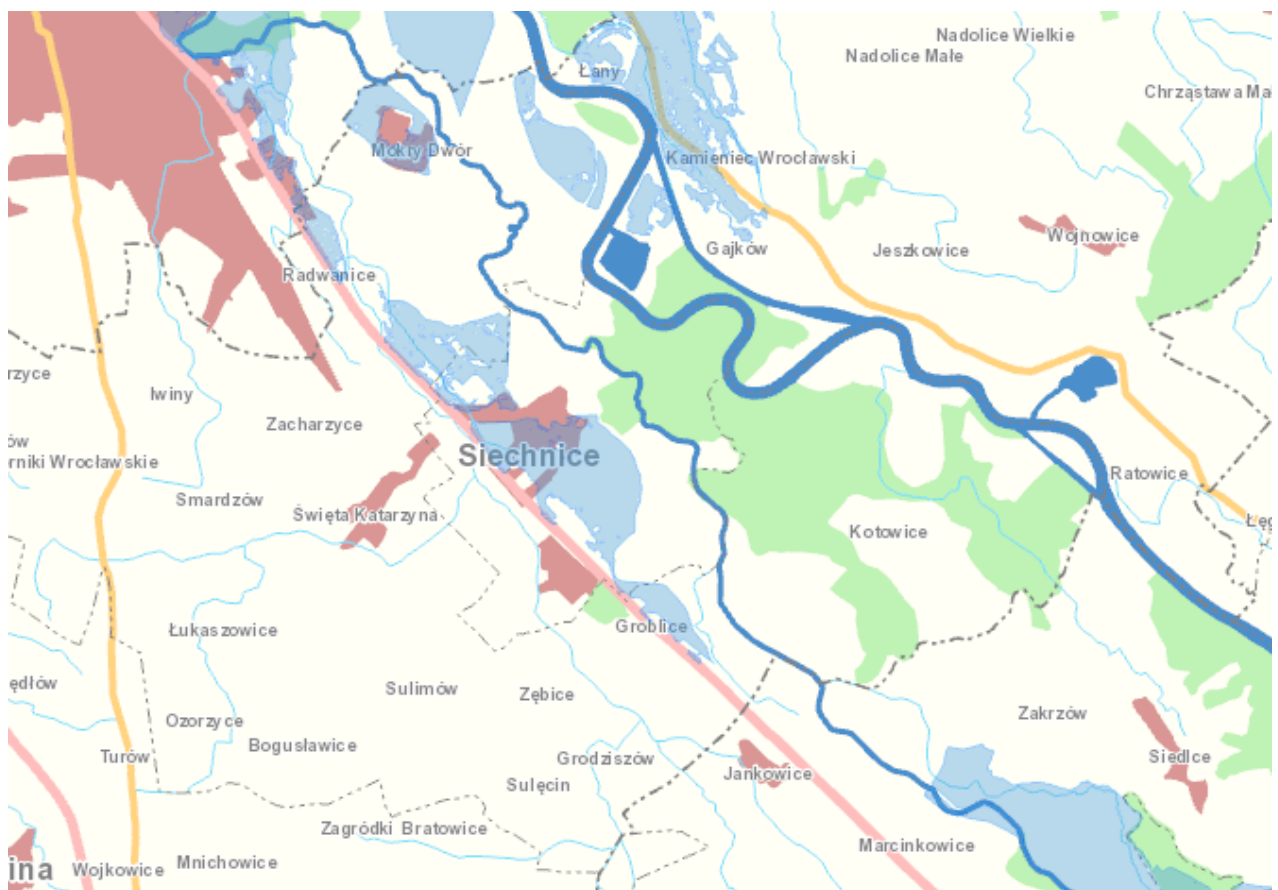 Nadolice Wielkie
Nadolice Małe
Łany
Chrząstawa Mał
Mokry Dwór
Kamieniec Wrocławski
Wojnowice
Gajków
Jeszkowice
Radwanice
rzyce
Iwiny
Zacharzyce
ów
rniki Wrocławskie
Siechnice
Ratowice
Smardzów
Święta Katarzyna
Łęg
Kotowice
Łukaszowice
Groblice
ędłów
Sulimów
Zębice
Zakrzów
Ozorzyce
Bogusławice
Turów
Grodziszów
Siedlce
Jankowice
Sulęcin
Zagródki Bratowice
Marcinkowice
Mnichowice
ina
Wojkowice